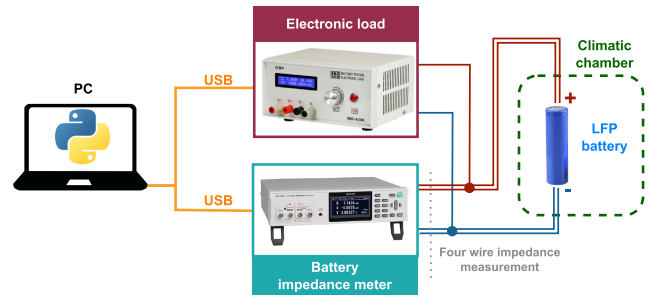 Electronic load
PC
USB
Climatic
chamber
+
LFP
battery
-
USB
Four wire impedance
measurement
Battery
impedance meter